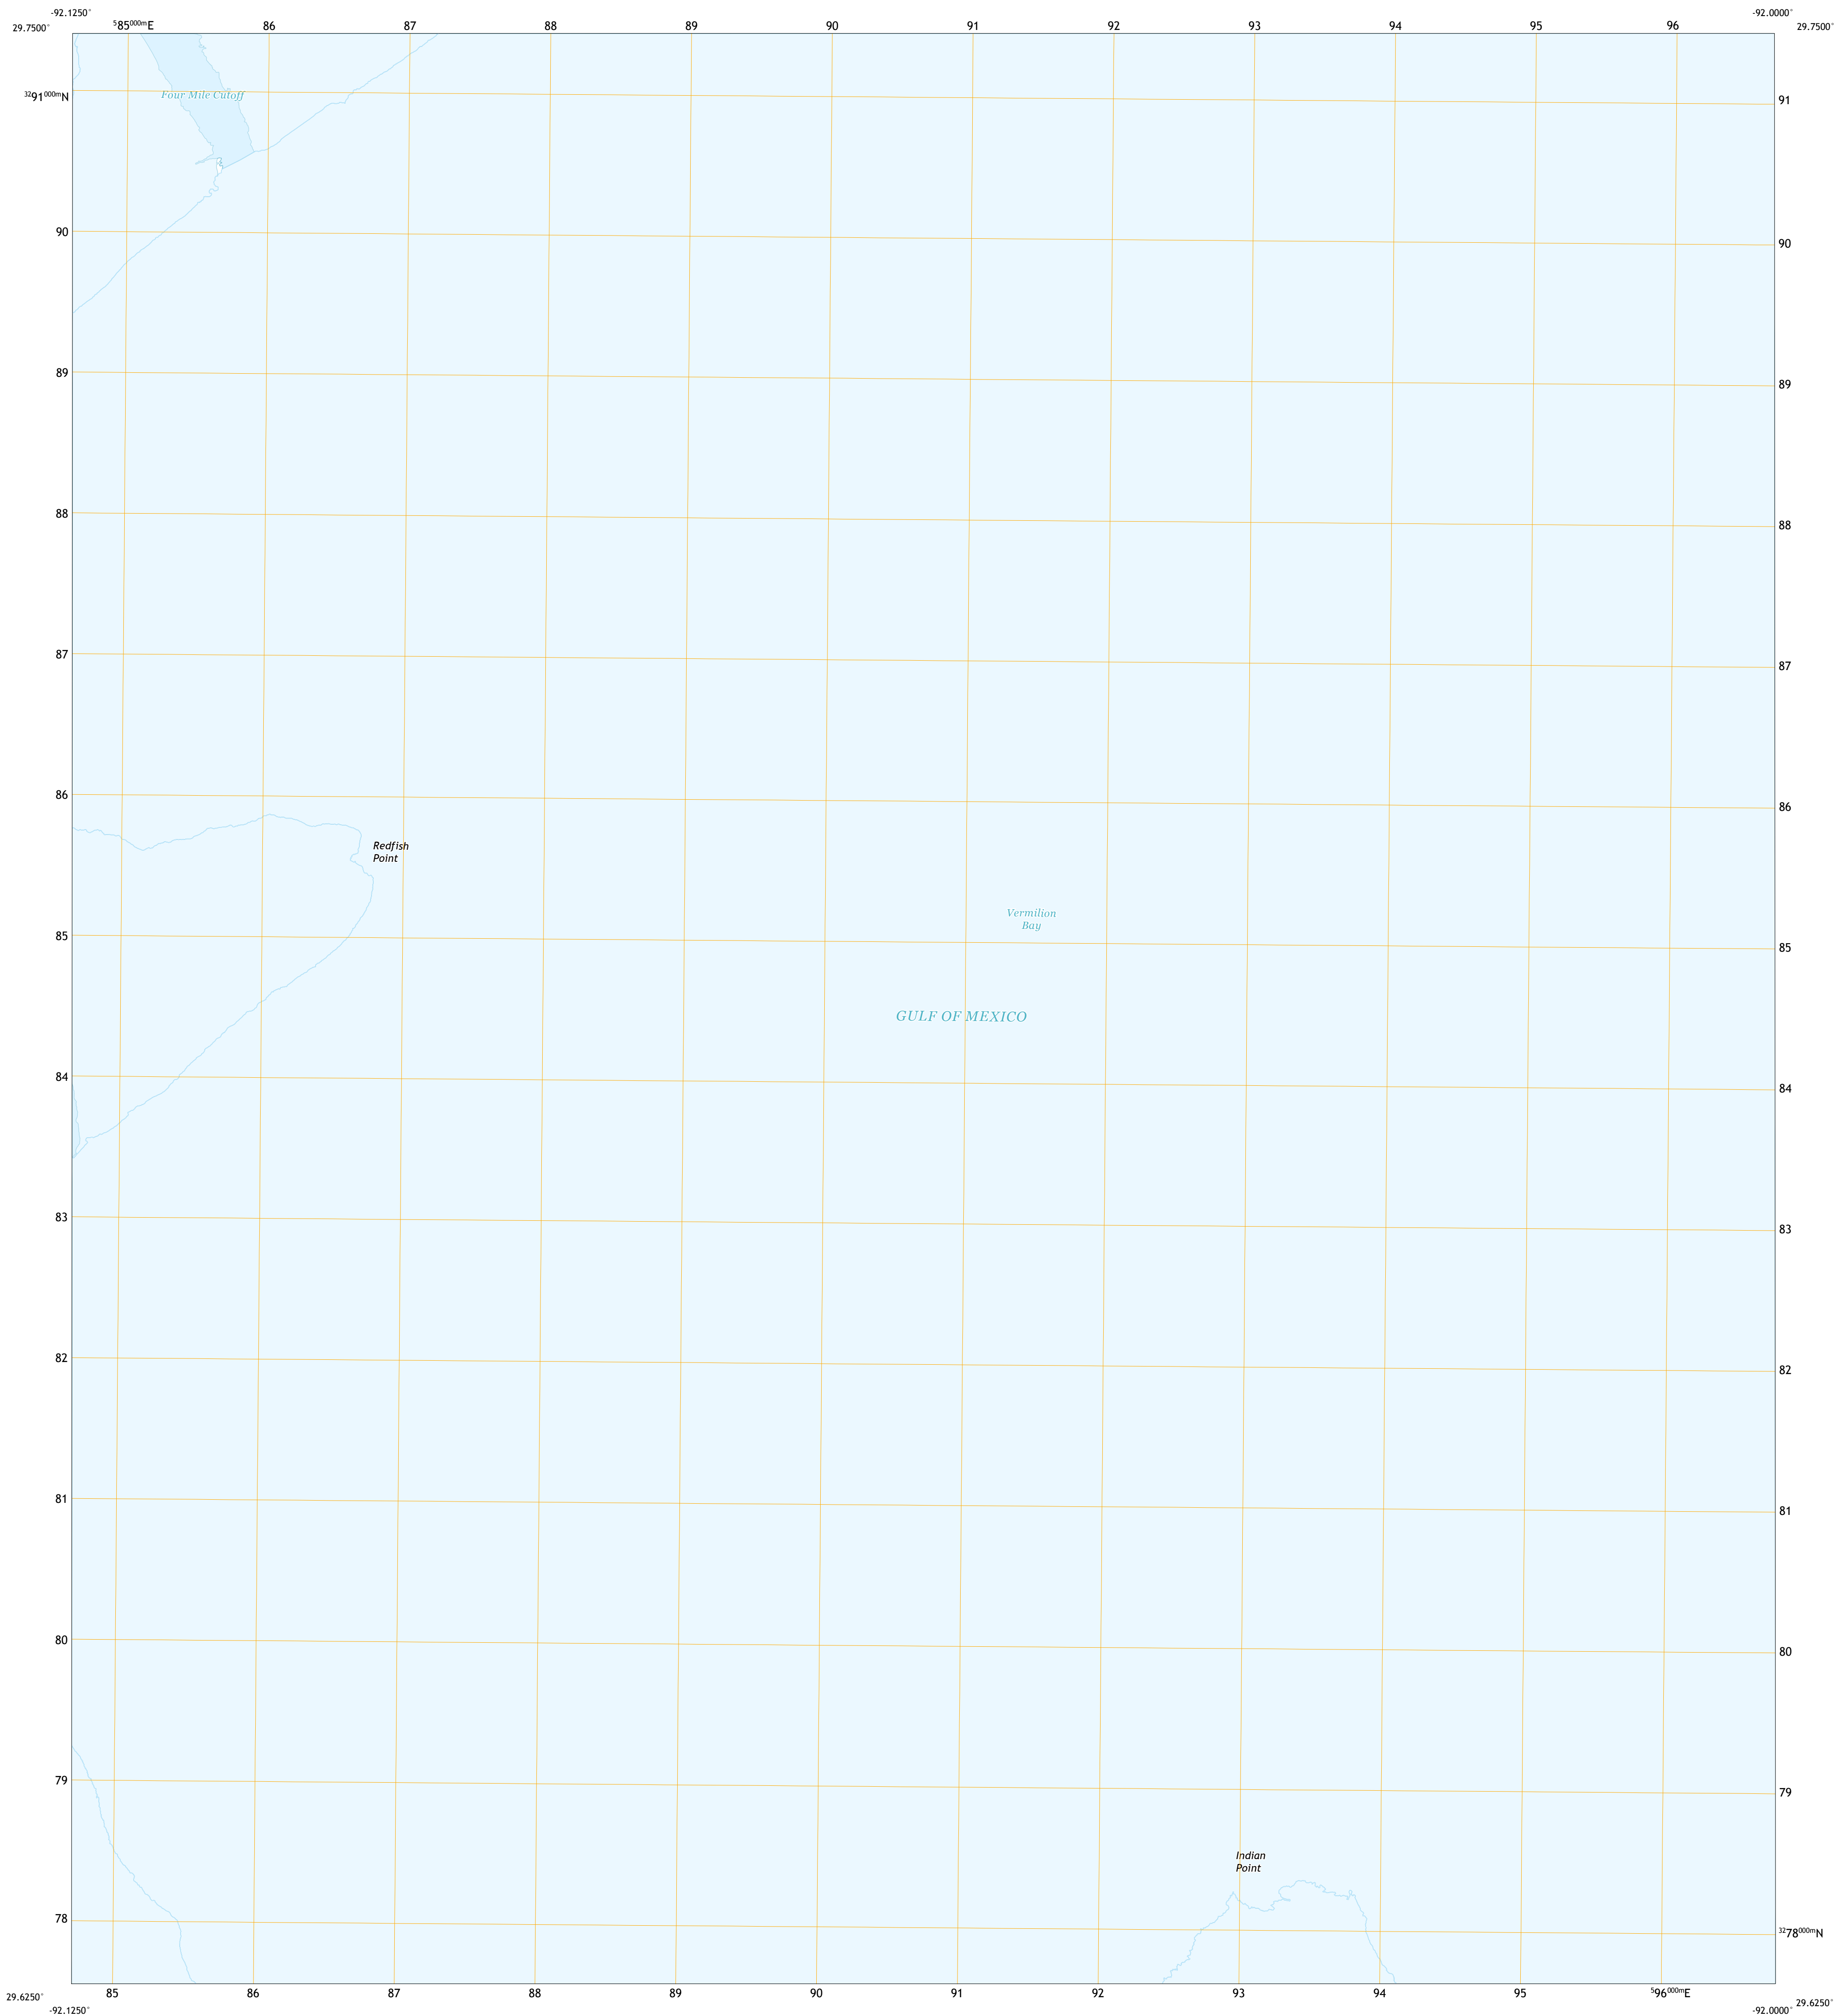 -92.1250° -92.0000°
29.7500° ⁵85⁰⁰⁰ᵐE 86 87 88 89 90 91 92 93 94 95 96 29.7500°
Four Mile Cutoff
³²91⁰⁰⁰ᵐN 91
90 90
89 89
88 88
87 87
86 86
Redfish
Point
Vermilion
Bay
85 85
GULF OF MEXICO
84 84
83 83
82 82
81 81
80 80
79 79
Indian
Point
78 ³²78⁰⁰⁰ᵐN
29.6250° 85 86 87 88 89 90 91 92 93 94 95 ⁵96⁰⁰⁰ᵐE 29.6250°
-92.1250° -92.0000°